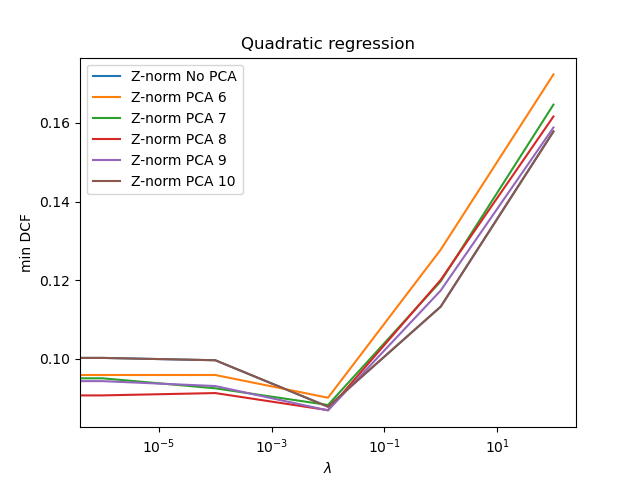 Quadratic regression
Z-norm No PCA
Z-norm PCA 6
Z-norm PCA 7
Z-norm PCA 8
Z-norm PCA 9
Z-norm PCA 10
min DCF
0.16
0.14
0.12
0.10
10⁻⁵ 10⁻³ 10⁻¹ 10¹
λ